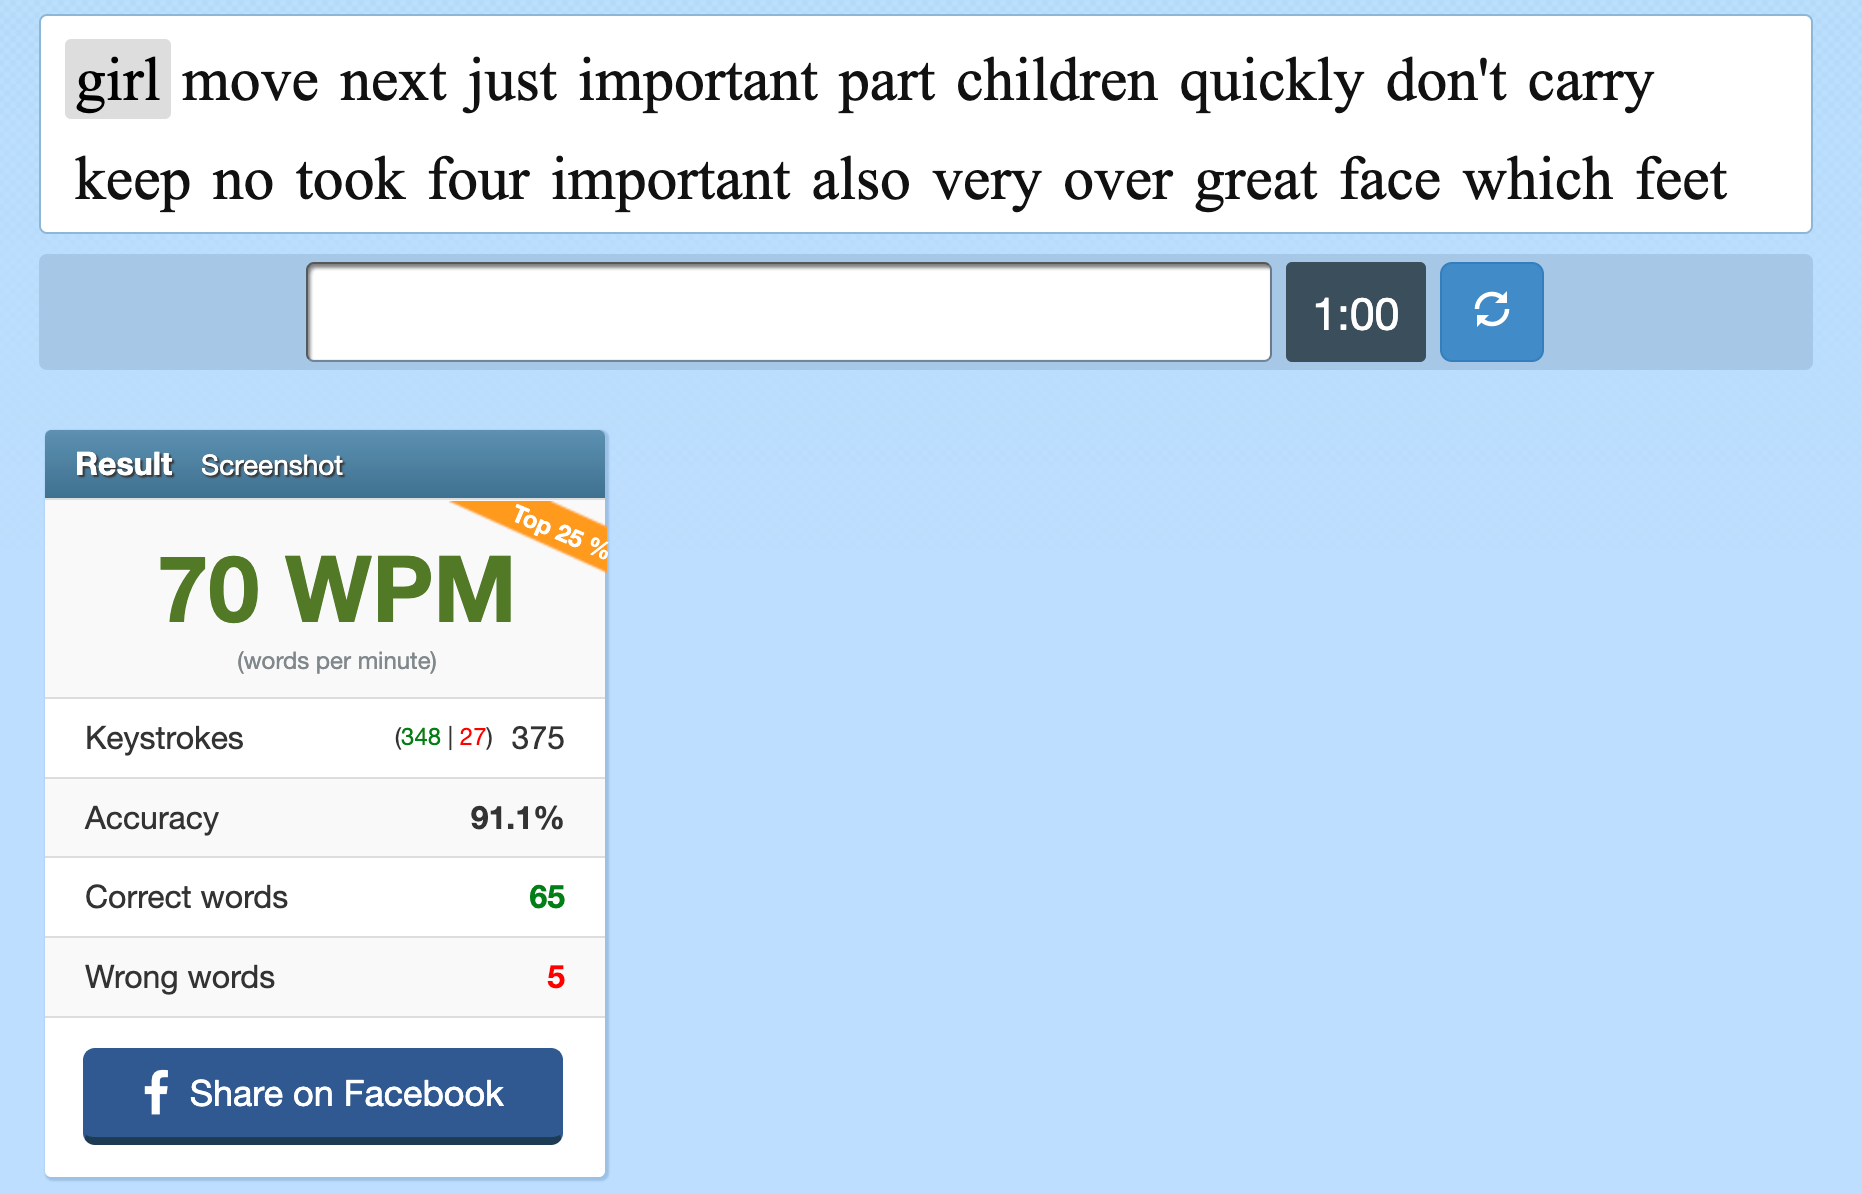 girl move next just important part children quickly don't carry
keep no took four important also very over great face which feet
1:00
Result Screenshot
Top 25 %
70 WPM
(words per minute)
Keystrokes (348 | 27) 375
Accuracy 91.1%
Correct words 65
Wrong words 5
f Share on Facebook